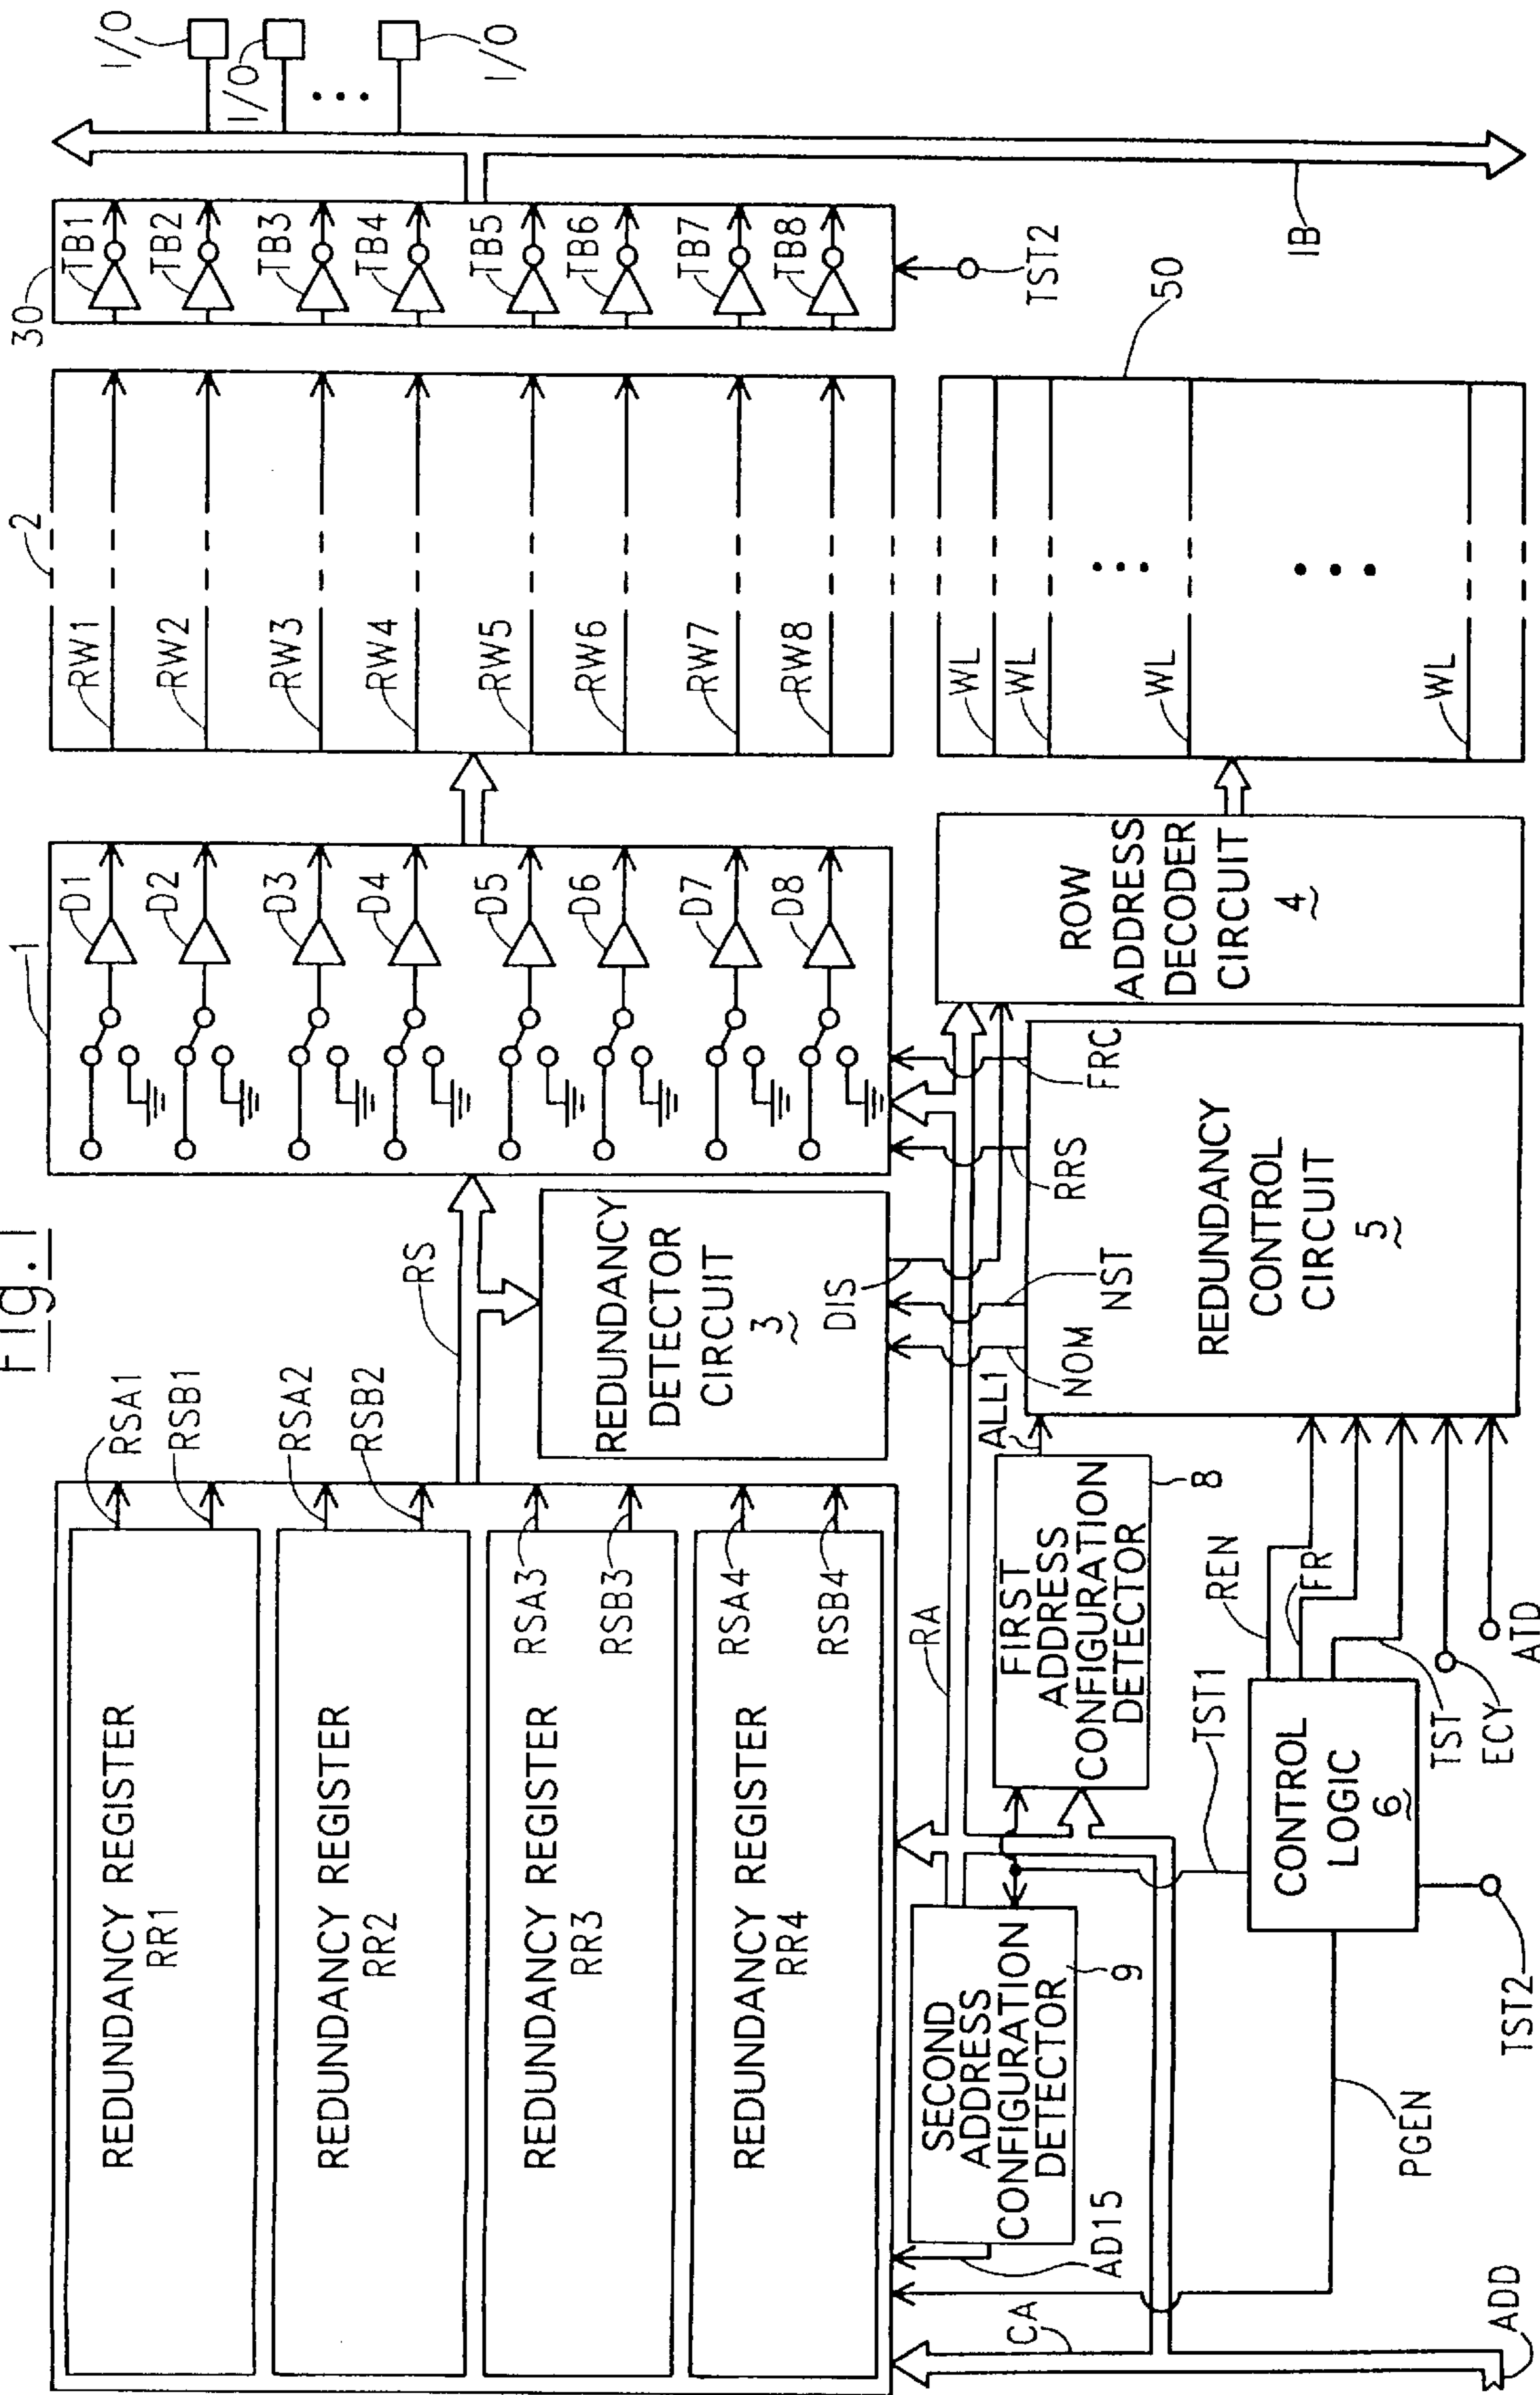 Fig. 1
REDUNDANCY REGISTER
RR1
REDUNDANCY REGISTER
RR2
REDUNDANCY REGISTER
RR3
REDUNDANCY REGISTER
RR4
RSA1
RSB1
RSA2
RSB2
RSA3
RSB3
RSA4
RSB4
RS
REDUNDANCY
DETECTOR
CIRCUIT
3
DIS
1
D1
D2
D3
D4
D5
D6
D7
D8
2
RW1
RW2
RW3
RW4
RW5
RW6
RW7
RW8
30
TB1
TB2
TB3
TB4
TB5
TB6
TB7
TB8
TST2
I/O
I/O
I/O
IB
CA
AD15
SECOND
ADDRESS
CONFIGURATION
DETECTOR
9
RA
FIRST
ADDRESS
CONFIGURATION
DETECTOR
8
ALL1
NOM
NST
RRS
FRC
REDUNDANCY
CONTROL
CIRCUIT
5
ROW
ADDRESS
DECODER
CIRCUIT
4
WL
WL
WL
WL
50
ADD
PGEN
TST2
CONTROL
LOGIC
6
TST1
REN
FR
TST
ECY
ATD